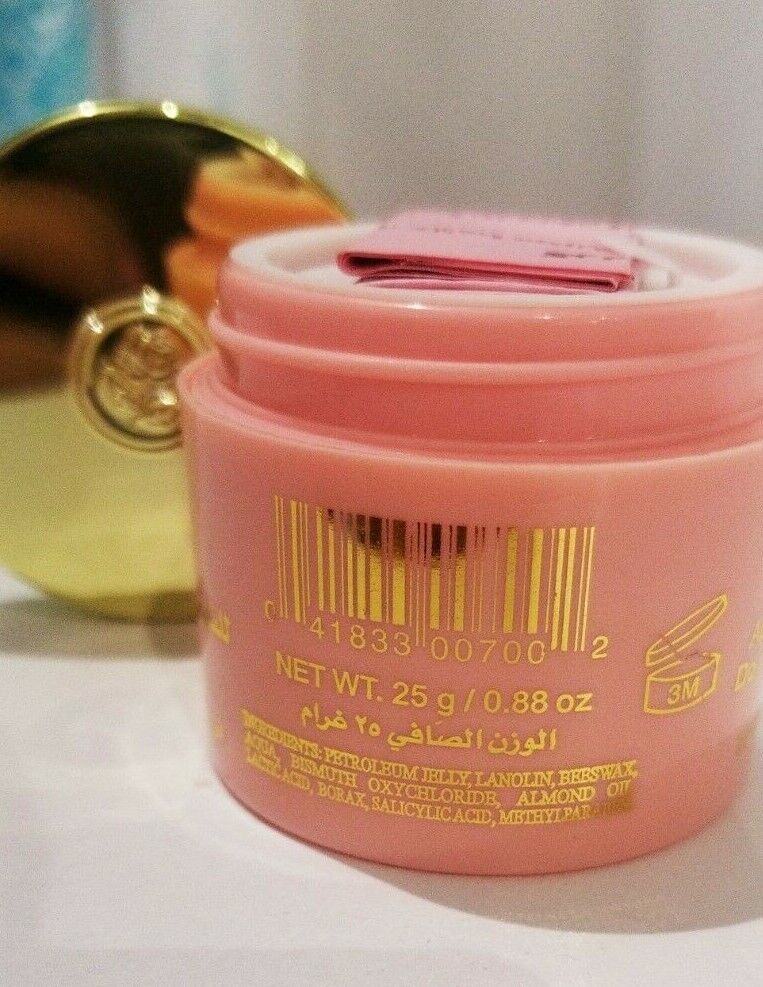 0 41833 00700 2
NET WT. 25 g / 0.88 oz
الوزن الصافي ٢٥ غرام
3M
INGREDIENTS: PETROLEUM JELLY, LANOLIN, BEESWAX,
AQUA, BISMUTH OXYCHLORIDE, ALMOND OIL
LACTIC ACID, BORAX, SALICYLIC ACID, METHYLPARABEN